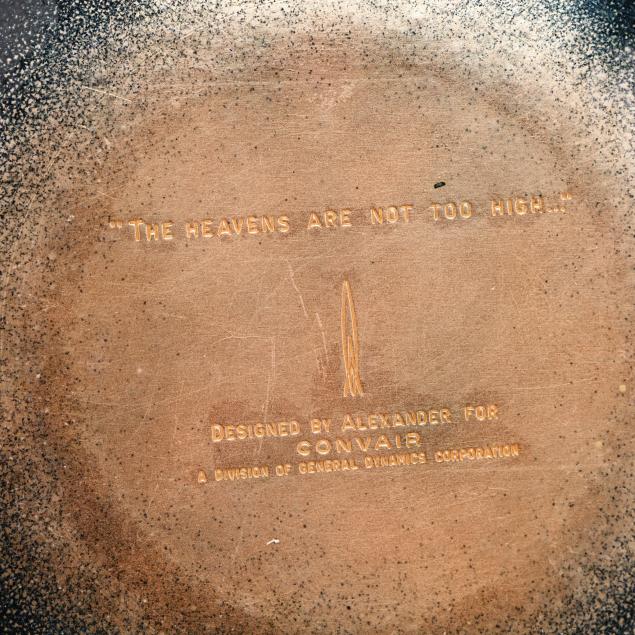 "THE HEAVENS ARE NOT TOO HIGH..."
DESIGNED BY ALEXANDER FOR
CONVAIR
A DIVISION OF GENERAL DYNAMICS CORPORATION